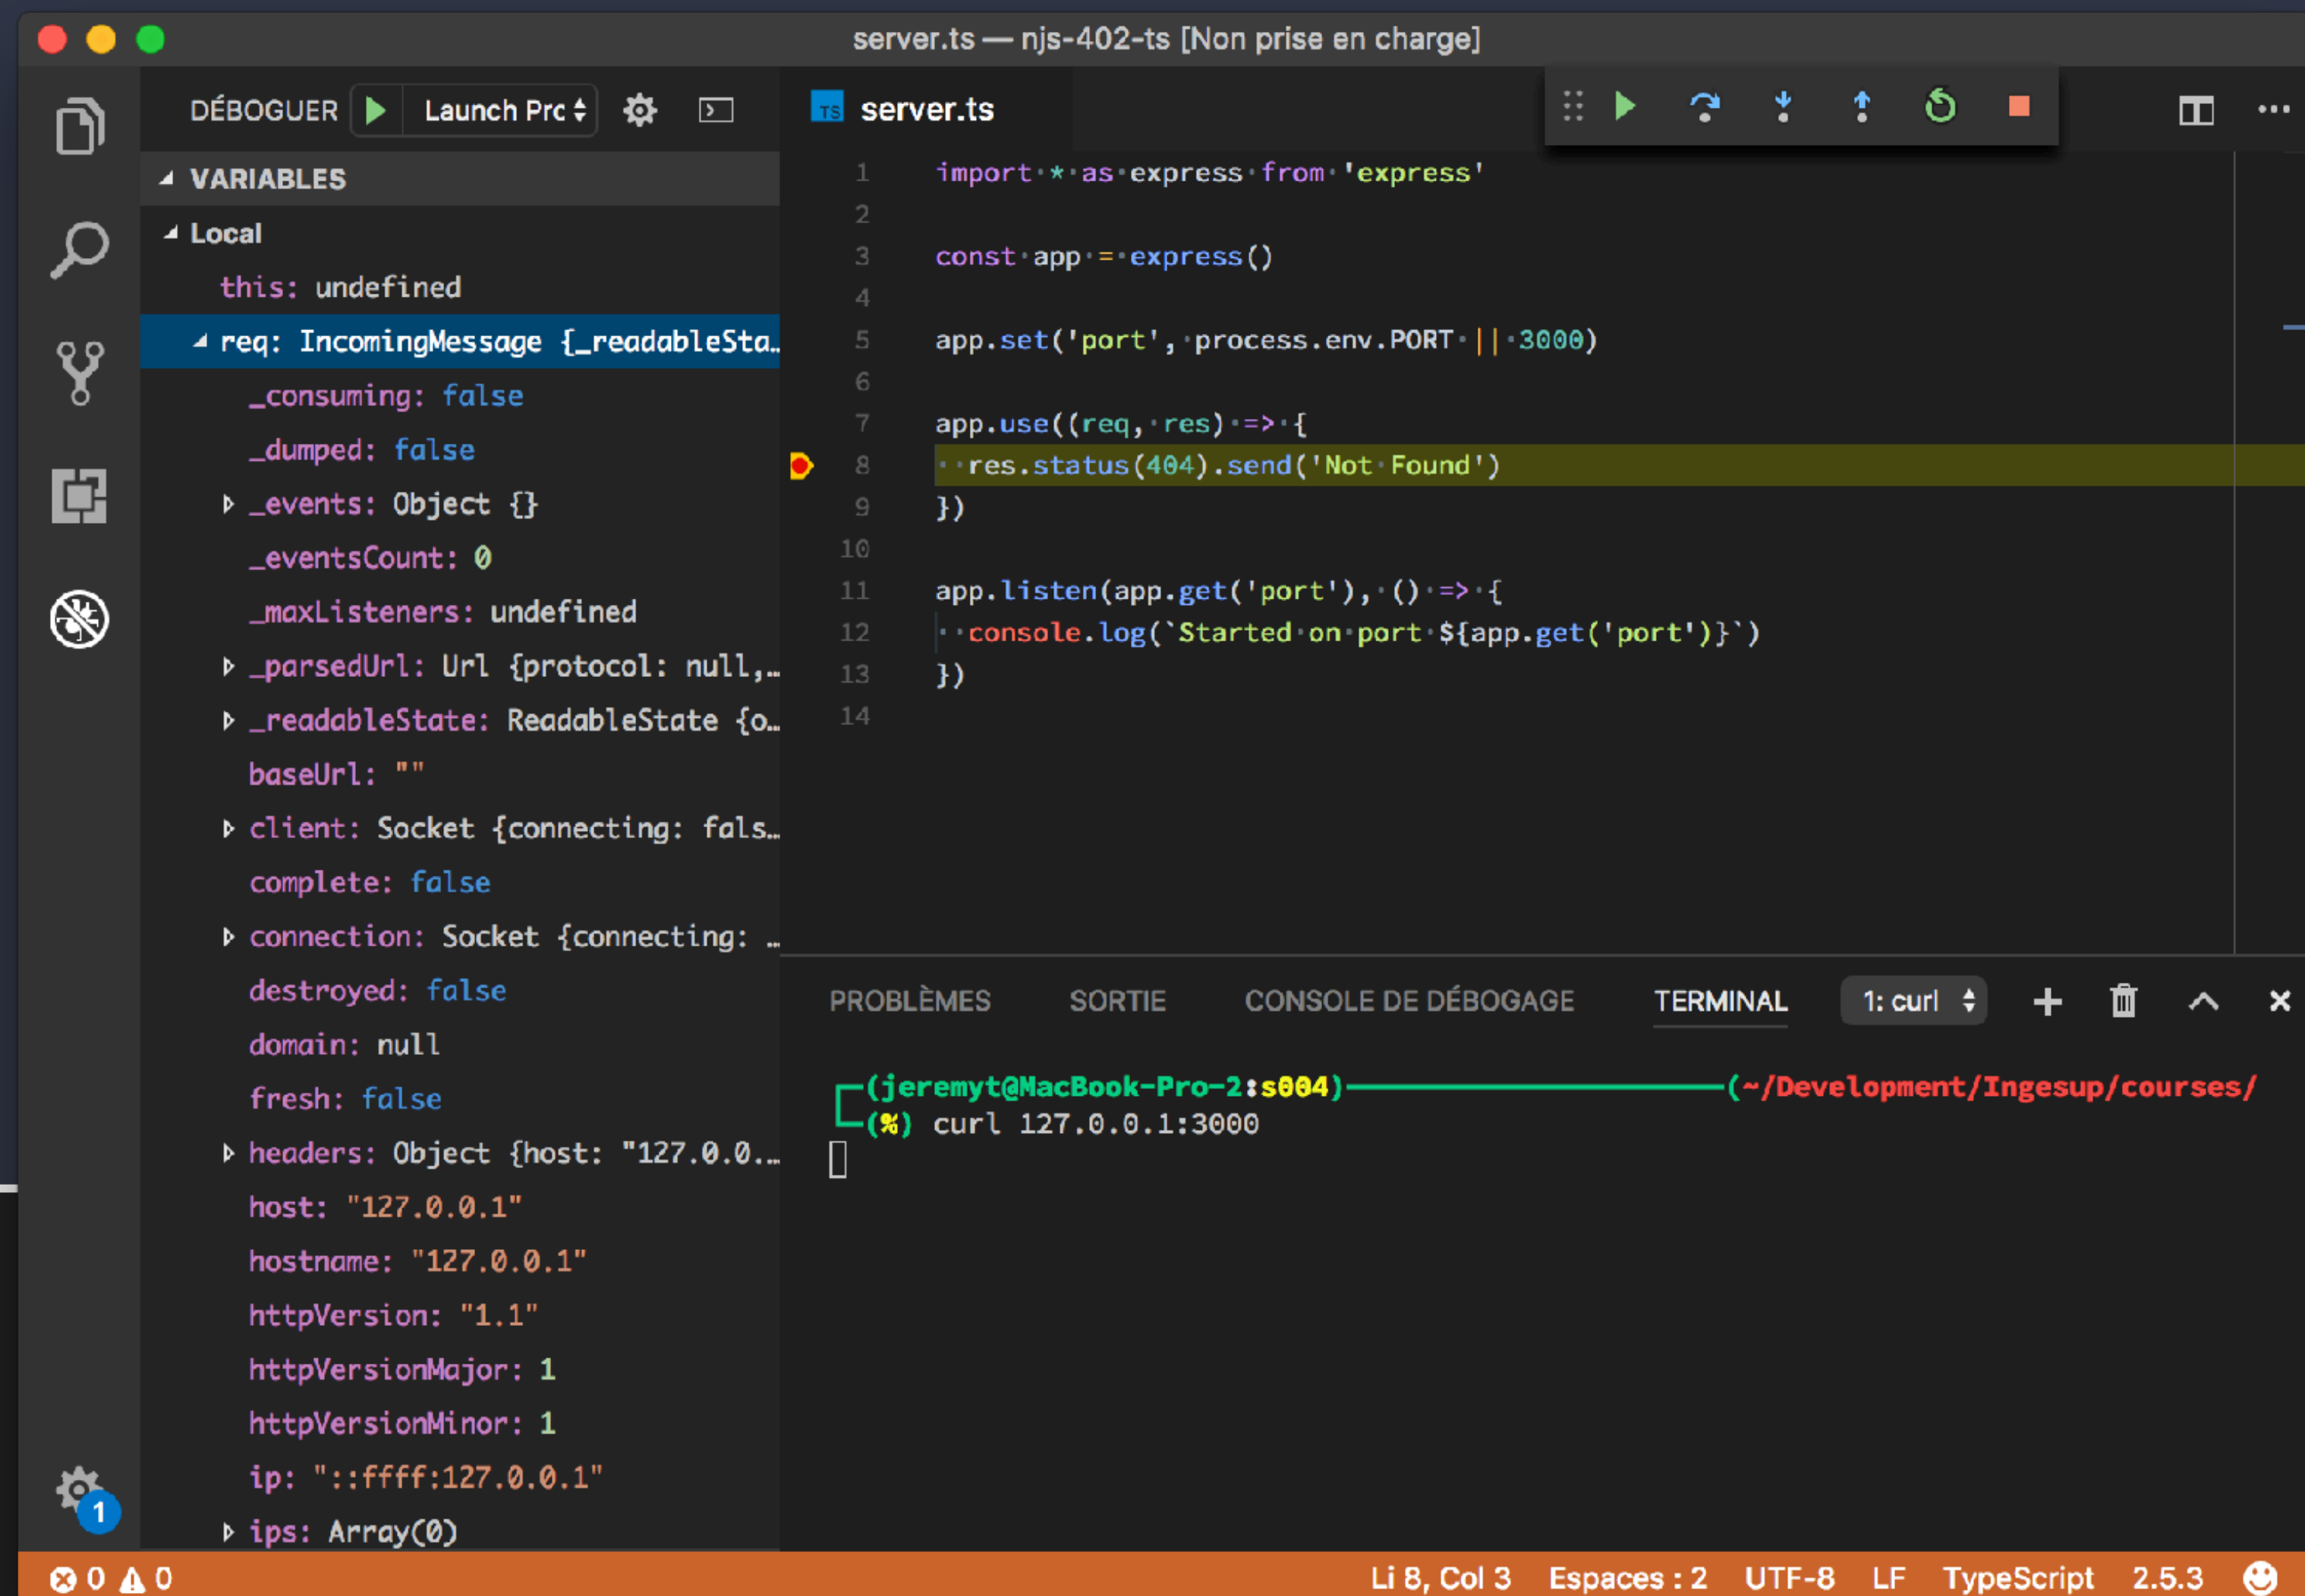 server.ts — njs-402-ts [Non prise en charge]
DÉBOGUER Launch Prc
VARIABLES
Local
this: undefined
req: IncomingMessage {_readableSta…
_consuming: false
_dumped: false
_events: Object {}
_eventsCount: 0
_maxListeners: undefined
_parsedUrl: Url {protocol: null,…
_readableState: ReadableState {o…
baseUrl: ""
client: Socket {connecting: fals…
complete: false
connection: Socket {connecting: …
destroyed: false
domain: null
fresh: false
headers: Object {host: "127.0.0.…
host: "127.0.0.1"
hostname: "127.0.0.1"
httpVersion: "1.1"
httpVersionMajor: 1
httpVersionMinor: 1
ip: "::ffff:127.0.0.1"
ips: Array(0)
1
TS server.ts
1 import * as express from 'express'
2
3 const app = express()
4
5 app.set('port', process.env.PORT || 3000)
6
7 app.use((req, res) => {
8   res.status(404).send('Not Found')
9 })
10
11 app.listen(app.get('port'), () => {
12   console.log(`Started on port ${app.get('port')}`)
13 })
14
PROBLÈMES SORTIE CONSOLE DE DÉBOGAGE TERMINAL 1: curl
(jeremyt@MacBook-Pro-2:s004) (~/Development/Ingesup/courses/
(%) curl 127.0.0.1:3000
0 0 Li 8, Col 3 Espaces : 2 UTF-8 LF TypeScript 2.5.3